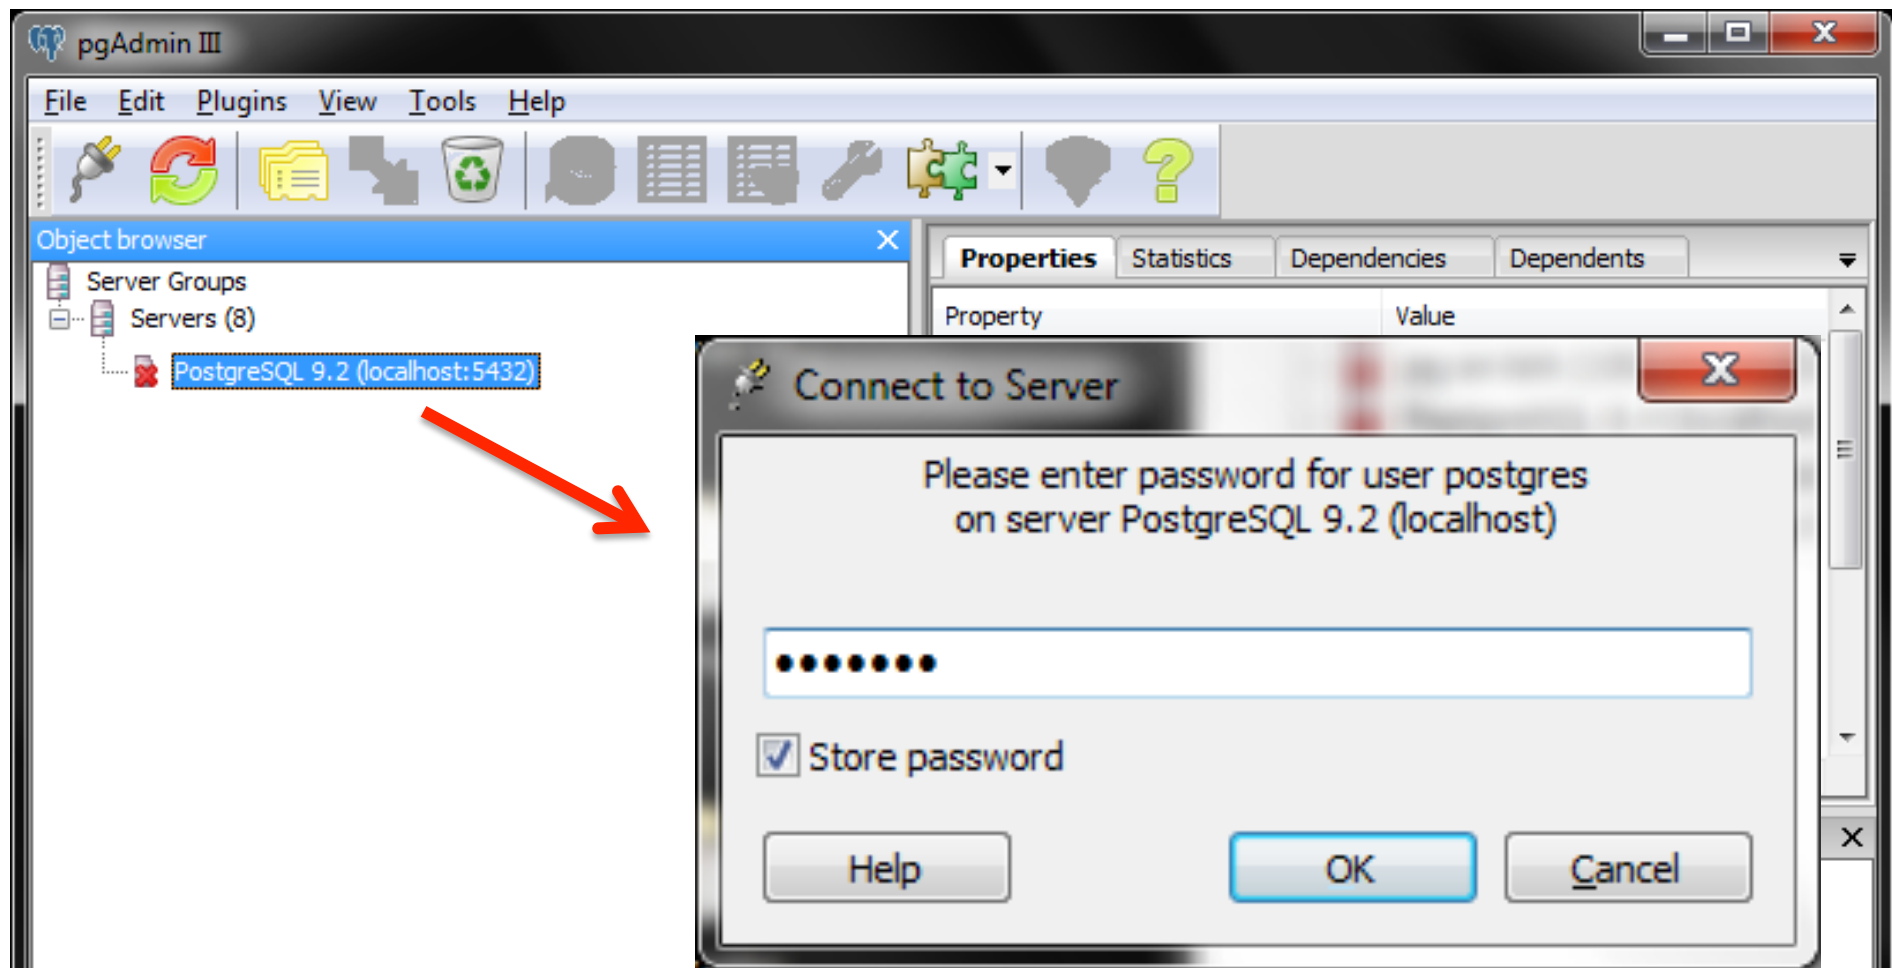 pgAdmin III
File Edit Plugins View Tools Help
Object browser
Properties Statistics Dependencies Dependents
Server Groups
Property Value
Servers (8)
PostgreSQL 9.2 (localhost:5432)
Connect to Server
Please enter password for user postgres
on server PostgreSQL 9.2 (localhost)
•••••••
Store password
Help OK Cancel